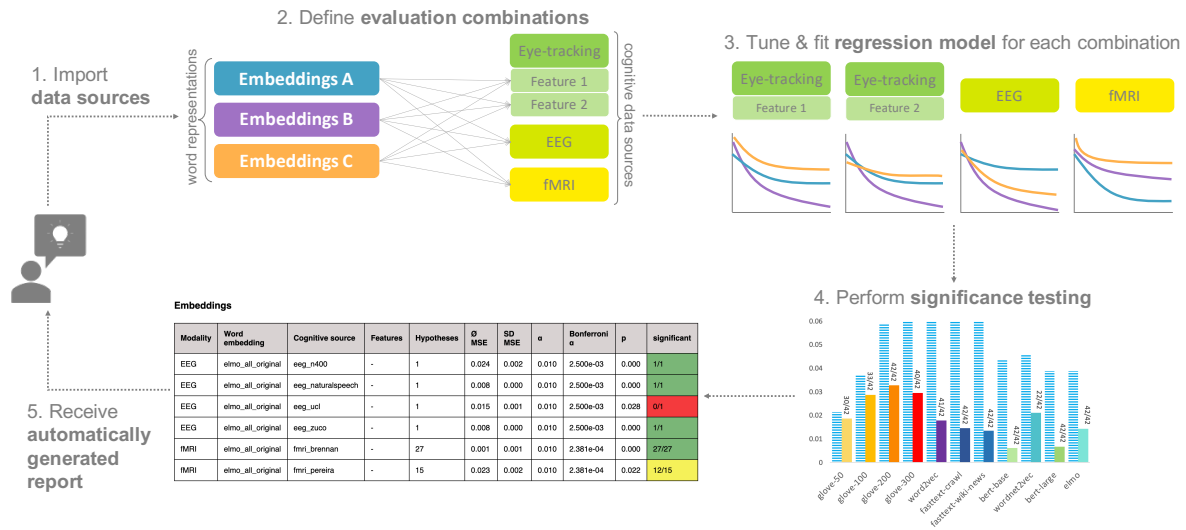 1. Import
data sources
2. Define evaluation combinations
word representations
Embeddings A
Embeddings B
Embeddings C
Eye-tracking
Feature 1
Feature 2
EEG
fMRI
cognitive data sources
3. Tune & fit regression model for each combination
Eye-tracking
Feature 1
Eye-tracking
Feature 2
EEG
fMRI
4. Perform significance testing
0.06
0.05
0.04
0.03
0.02
0.01
0
30/42
33/42
42/42
40/42
41/42
42/42
42/42
42/42
22/42
42/42
42/42
glove-50
glove-100
glove-200
glove-300
word2vec
fasttext-crawl
fasttext-wiki-news
bert-base
wordnet2vec
bert-large
elmo
5. Receive
automatically
generated
report
Embeddings
Modality Word embedding Cognitive source Features Hypotheses Ø MSE SD MSE α Bonferroni α p significant
EEG elmo_all_original eeg_n400 - 1 0.024 0.002 0.010 2.500e-03 0.000 1/1
EEG elmo_all_original eeg_naturalspeech - 1 0.008 0.000 0.010 2.500e-03 0.000 1/1
EEG elmo_all_original eeg_ucl - 1 0.015 0.001 0.010 2.500e-03 0.028 0/1
EEG elmo_all_original eeg_zuco - 1 0.008 0.000 0.010 2.500e-03 0.000 1/1
fMRI elmo_all_original fmri_brennan - 27 0.001 0.001 0.010 2.381e-04 0.000 27/27
fMRI elmo_all_original fmri_pereira - 15 0.023 0.002 0.010 2.381e-04 0.022 12/15